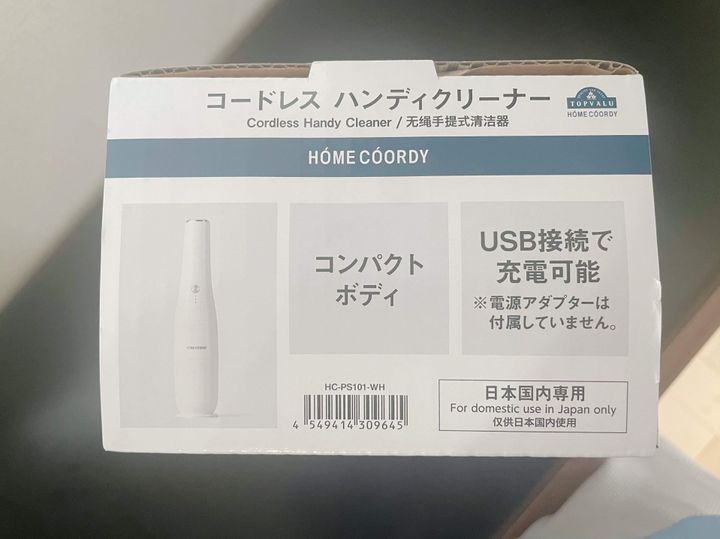 コードレス ハンディクリーナー
Cordless Handy Cleaner / 无绳手提式清洁器
TOPVALU
HÓME CÓORDY
HÓME CÓORDY
コンパクト
ボディ
USB接続で
充電可能
※電源アダプターは
付属していません。
HC-PS101-WH
4 549414 309645
日本国内専用
For domestic use in Japan only
仅供日本国内使用